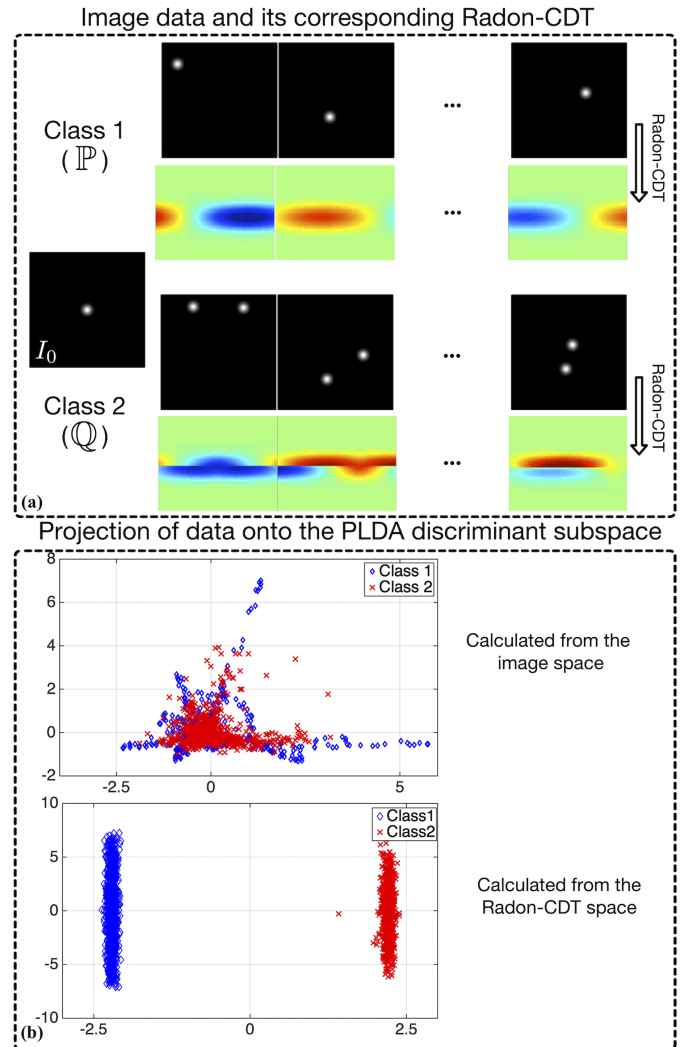 Image data and its corresponding Radon-CDT
Class 1
(ℙ)
...
Radon-CDT
...
I₀
...
Class 2
(ℚ)
Radon-CDT
...
(a)
Projection of data onto the PLDA discriminant subspace
8
6
4
2
0
-2
-2.5
0
5
Class 1
Class 2
Calculated from the
image space
10
5
0
-5
-10
-2.5
0
2.5
Class1
Class2
Calculated from the
Radon-CDT space
(b)